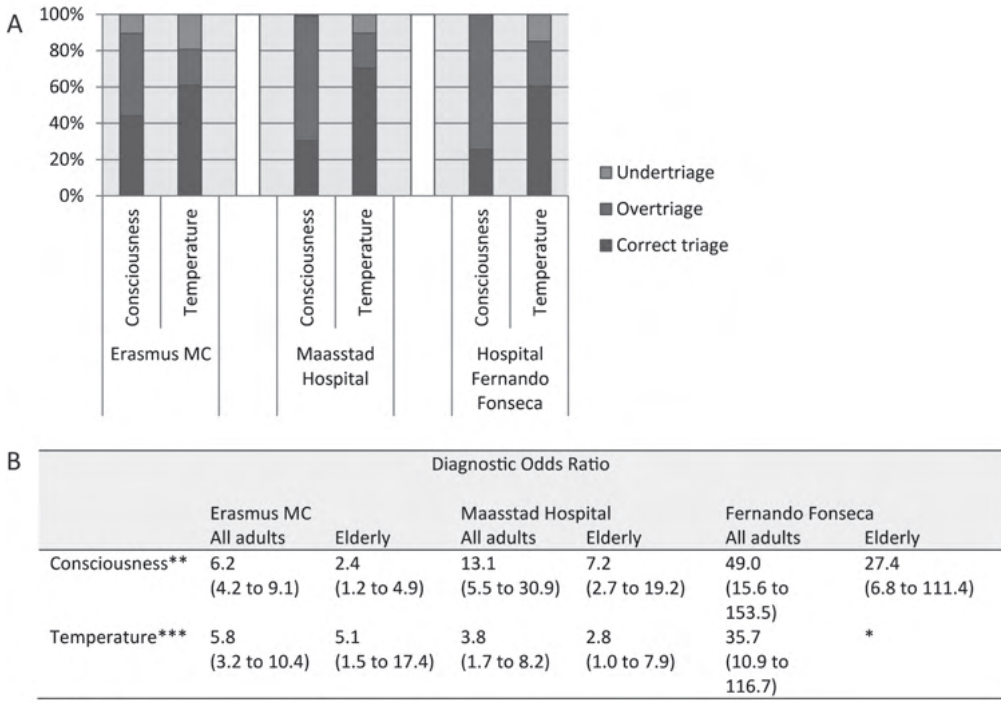 A
100%
80%
60%
40%
20%
0%
Consciousness
Temperature
Consciousness
Temperature
Consciousness
Temperature
Erasmus MC
Maasstad
Hospital
Hospital
Fernando
Fonseca
Undertriage
Overtriage
Correct triage
B
Diagnostic Odds Ratio
Erasmus MC Maasstad Hospital Fernando Fonseca
All adults Elderly All adults Elderly All adults Elderly
Consciousness** 6.2 2.4 13.1 7.2 49.0 27.4
(4.2 to 9.1) (1.2 to 4.9) (5.5 to 30.9) (2.7 to 19.2) (15.6 to (6.8 to 111.4)
153.5)
Temperature*** 5.8 5.1 3.8 2.8 35.7 *
(3.2 to 10.4) (1.5 to 17.4) (1.7 to 8.2) (1.0 to 7.9) (10.9 to
116.7)